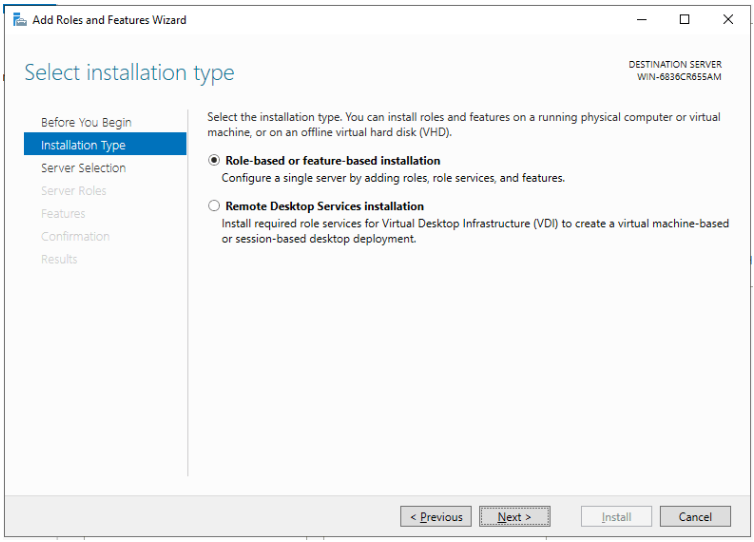 Add Roles and Features Wizard
Select installation type
DESTINATION SERVER
WIN-6836CR655AM
Before You Begin
Installation Type
Server Selection
Server Roles
Features
Confirmation
Results
Select the installation type. You can install roles and features on a running physical computer or virtual
machine, or on an offline virtual hard disk (VHD).
Role-based or feature-based installation
Configure a single server by adding roles, role services, and features.
Remote Desktop Services installation
Install required role services for Virtual Desktop Infrastructure (VDI) to create a virtual machine-based
or session-based desktop deployment.
< Previous
Next >
Install
Cancel